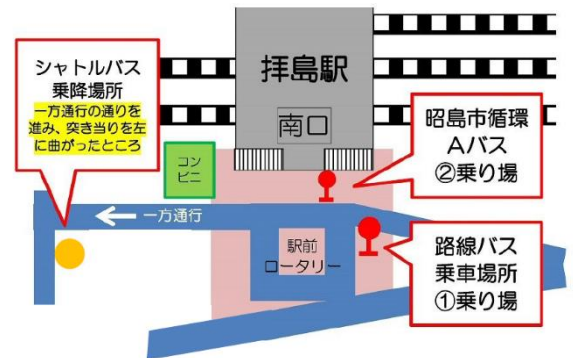 シャトルバス
乗降場所
一方通行の通りを
進み、突き当りを左
に曲がったところ
拝島駅
南口
昭島市循環
Aバス
②乗り場
コン
ビニ
一方通行
駅前
ロータリー
路線バス
乗車場所
①乗り場